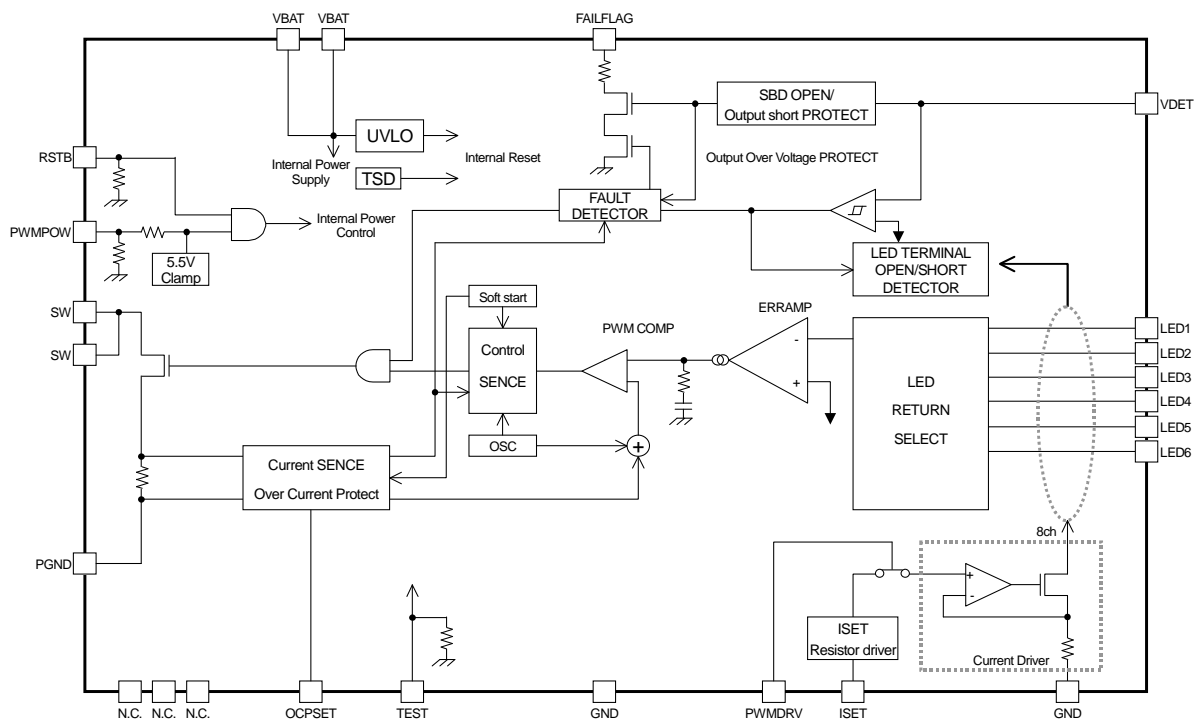 VBAT VBAT FAILFLAG
SBD OPEN/
Output short PROTECT
VDET
UVLO
Internal Reset
Internal Power
Supply
TSD
Output Over Voltage PROTECT
RSTB
FAULT
DETECTOR
Internal Power
Control
PWMPOW
5.5V
Clamp
LED TERMINAL
OPEN/SHORT
DETECTOR
SW
SW
Soft start
Control
SENCE
PWM COMP
ERRAMP
-
+
LED
RETURN
SELECT
LED1
LED2
LED3
LED4
LED5
LED6
OSC
+
Current SENCE
Over Current Protect
PGND
8ch
+
-
ISET
Resistor driver
Current Driver
N.C. N.C. N.C. OCPSET TEST GND PWMDRV ISET GND